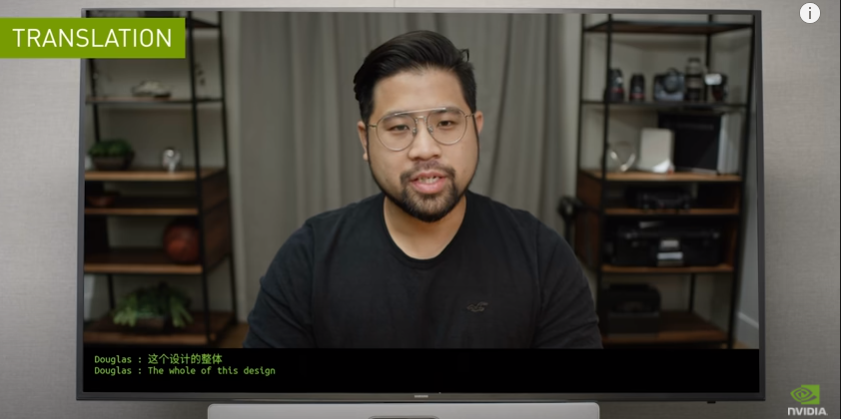 TRANSLATION
Douglas : 这个设计的整体
Douglas : The whole of this design
NVIDIA